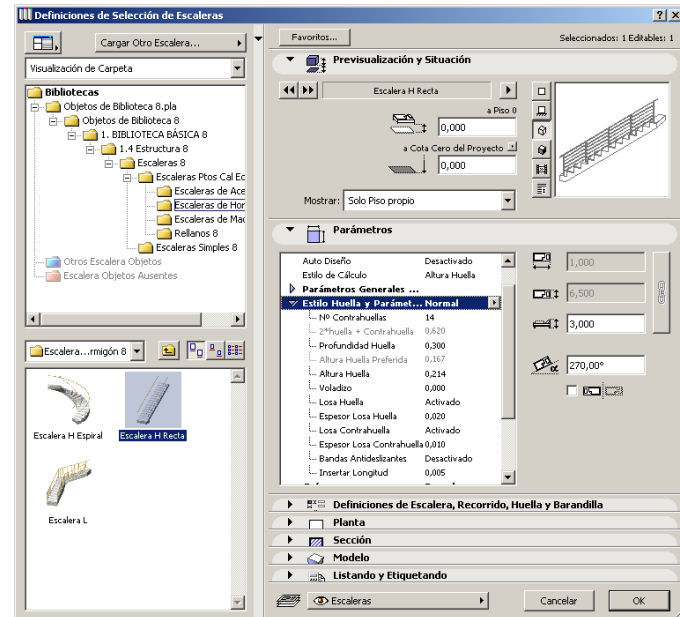 Definiciones de Selección de Escaleras
Cargar Otro Escalera...
Visualización de Carpeta
Bibliotecas
Objetos de Biblioteca 8.pla
Objetos de Biblioteca 8
1. BIBLIOTECA BÁSICA 8
1.4 Estructura 8
Escaleras 8
Escaleras Ptos Cal Ec
Escaleras de Ace
Escaleras de Hor
Escaleras de Mac
Rellanos 8
Escaleras Simples 8
Otros Escalera Objetos
Escalera Objetos Ausentes
Escalera...rmigón 8
Escalera H Espiral
Escalera H Recta
Escalera L
Favoritos...
Seleccionados: 1 Editables: 1
Previsualización y Situación
Escalera H Recta
a Piso 0
0,000
a Cota Cero del Proyecto
0,000
Mostrar: Solo Piso propio
Parámetros
Auto Diseño Desactivado
Estilo de Cálculo Altura Huella
Parámetros Generales ...
Estilo Huella y Parámet... Normal
Nº Contrahuellas 14
2*huella + Contrahuella 0,620
Profundidad Huella 0,300
Altura Huella Preferida 0,167
Altura Huella 0,214
Voladizo 0,000
Losa Huella Activado
Espesor Losa Huella 0,020
Losa Contrahuella Activado
Espesor Losa Contrahuella 0,010
Bandas Antideslizantes Desactivado
Insertar Longitud 0,005
1,000
6,500
3,000
α 270,00°
Definiciones de Escalera, Recorrido, Huella y Barandilla
Planta
Sección
Modelo
Listando y Etiquetando
Escaleras
Cancelar
OK